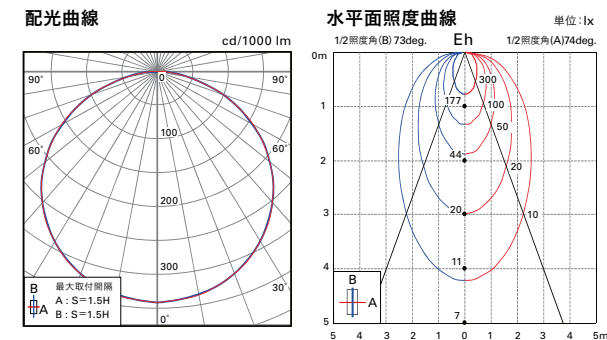 配光曲線
cd/1000 lm
90°
0
90°
100
60°
60°
200
300
30°
0°
B
A
最大取付間隔
A : S=1.5H
B : S=1.5H
水平面照度曲線
単位:lx
1/2照度角(B)73deg.
Eh
1/2照度角(A)74deg.
0m
300
177
100
1
50
44
20
2
20
10
3
11
4
B
A
7
5
5 4 3 2 1 0 1 2 3 4 5m